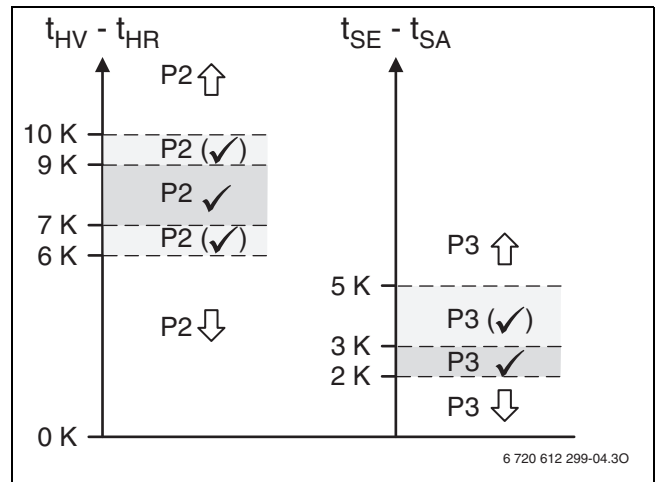 t_HV - t_HR
P2
10 K
P2 (✓)
9 K
P2 ✓
7 K
P2 (✓)
6 K
P2
0 K
t_SE - t_SA
P3
5 K
P3 (✓)
3 K
P3 ✓
2 K
P3
6 720 612 299-04.3O